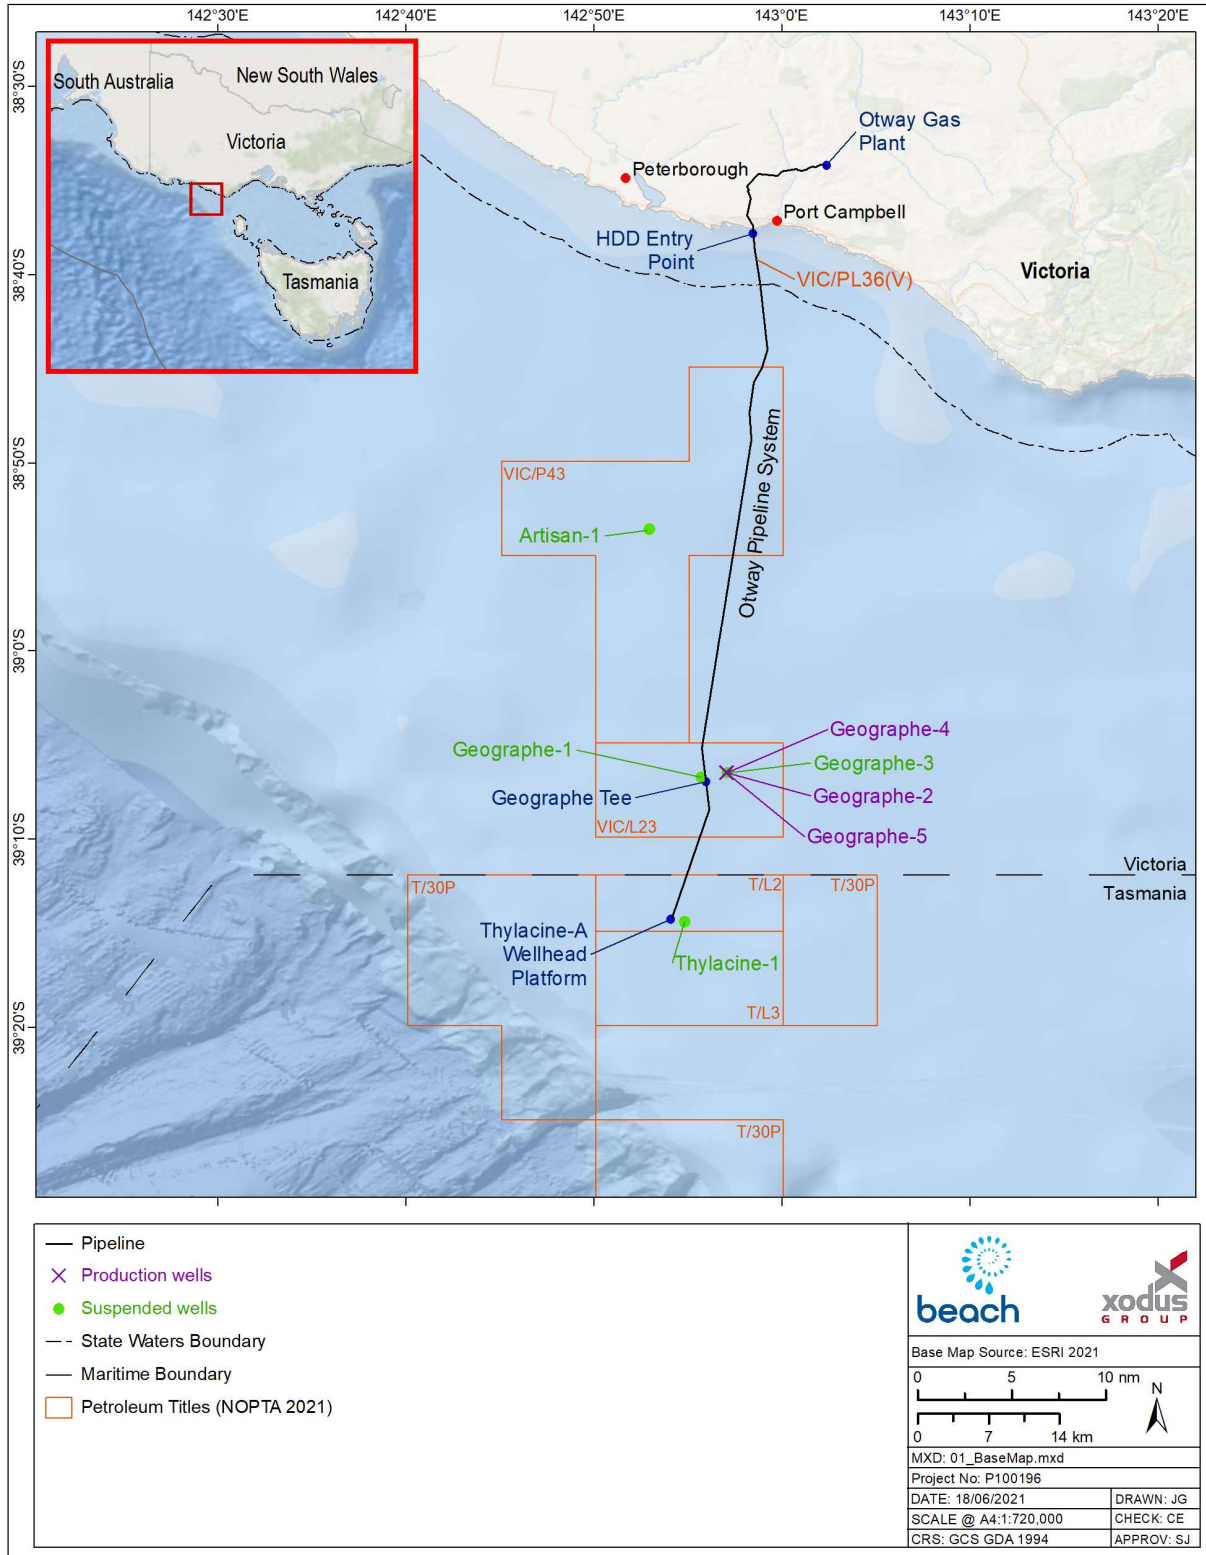 142°30'E
142°40'E
142°50'E
143°0'E
143°10'E
143°20'E
38°30'S
38°40'S
38°50'S
39°0'S
39°10'S
39°20'S
South Australia
New South Wales
Victoria
Tasmania
Otway Gas
Plant
Peterborough
Port Campbell
HDD Entry
Point
VIC/PL36(V)
Victoria
Otway Pipeline System
VIC/P43
Artisan-1
Geographe-4
Geographe-1
Geographe-3
Geographe Tee
Geographe-2
VIC/L23
Geographe-5
Victoria
Tasmania
T/30P
T/L2
T/30P
Thylacine-A
Wellhead
Platform
Thylacine-1
T/L3
T/30P
Pipeline
Production wells
Suspended wells
State Waters Boundary
Maritime Boundary
Petroleum Titles (NOPTA 2021)
beach
xodus
GROUP
Base Map Source: ESRI 2021
0 5 10 nm
N
0 7 14 km
MXD: 01_BaseMap.mxd
Project No: P100196
DATE: 18/06/2021 DRAWN: JG
SCALE @ A4:1:720,000 CHECK: CE
CRS: GCS GDA 1994 APPROV: SJ